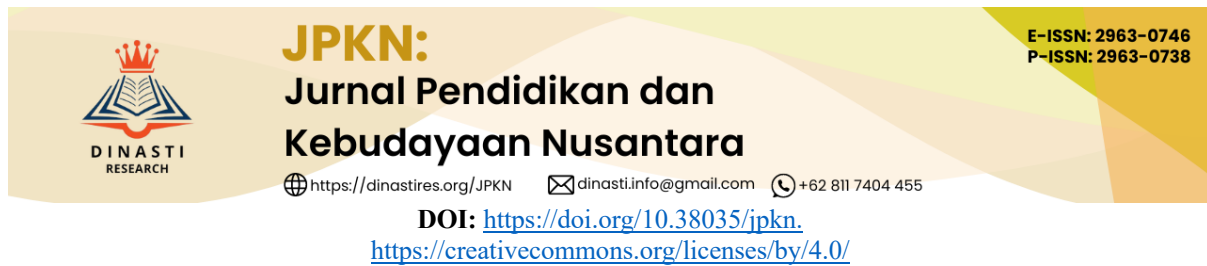 JPKN:
E-ISSN: 2963-0746
P-ISSN: 2963-0738
Jurnal Pendidikan dan
Kebudayaan Nusantara
DINASTI
RESEARCH
https://dinastires.org/JPKN dinasti.info@gmail.com +62 811 7404 455
DOI: https://doi.org/10.38035/jpkn.
https://creativecommons.org/licenses/by/4.0/